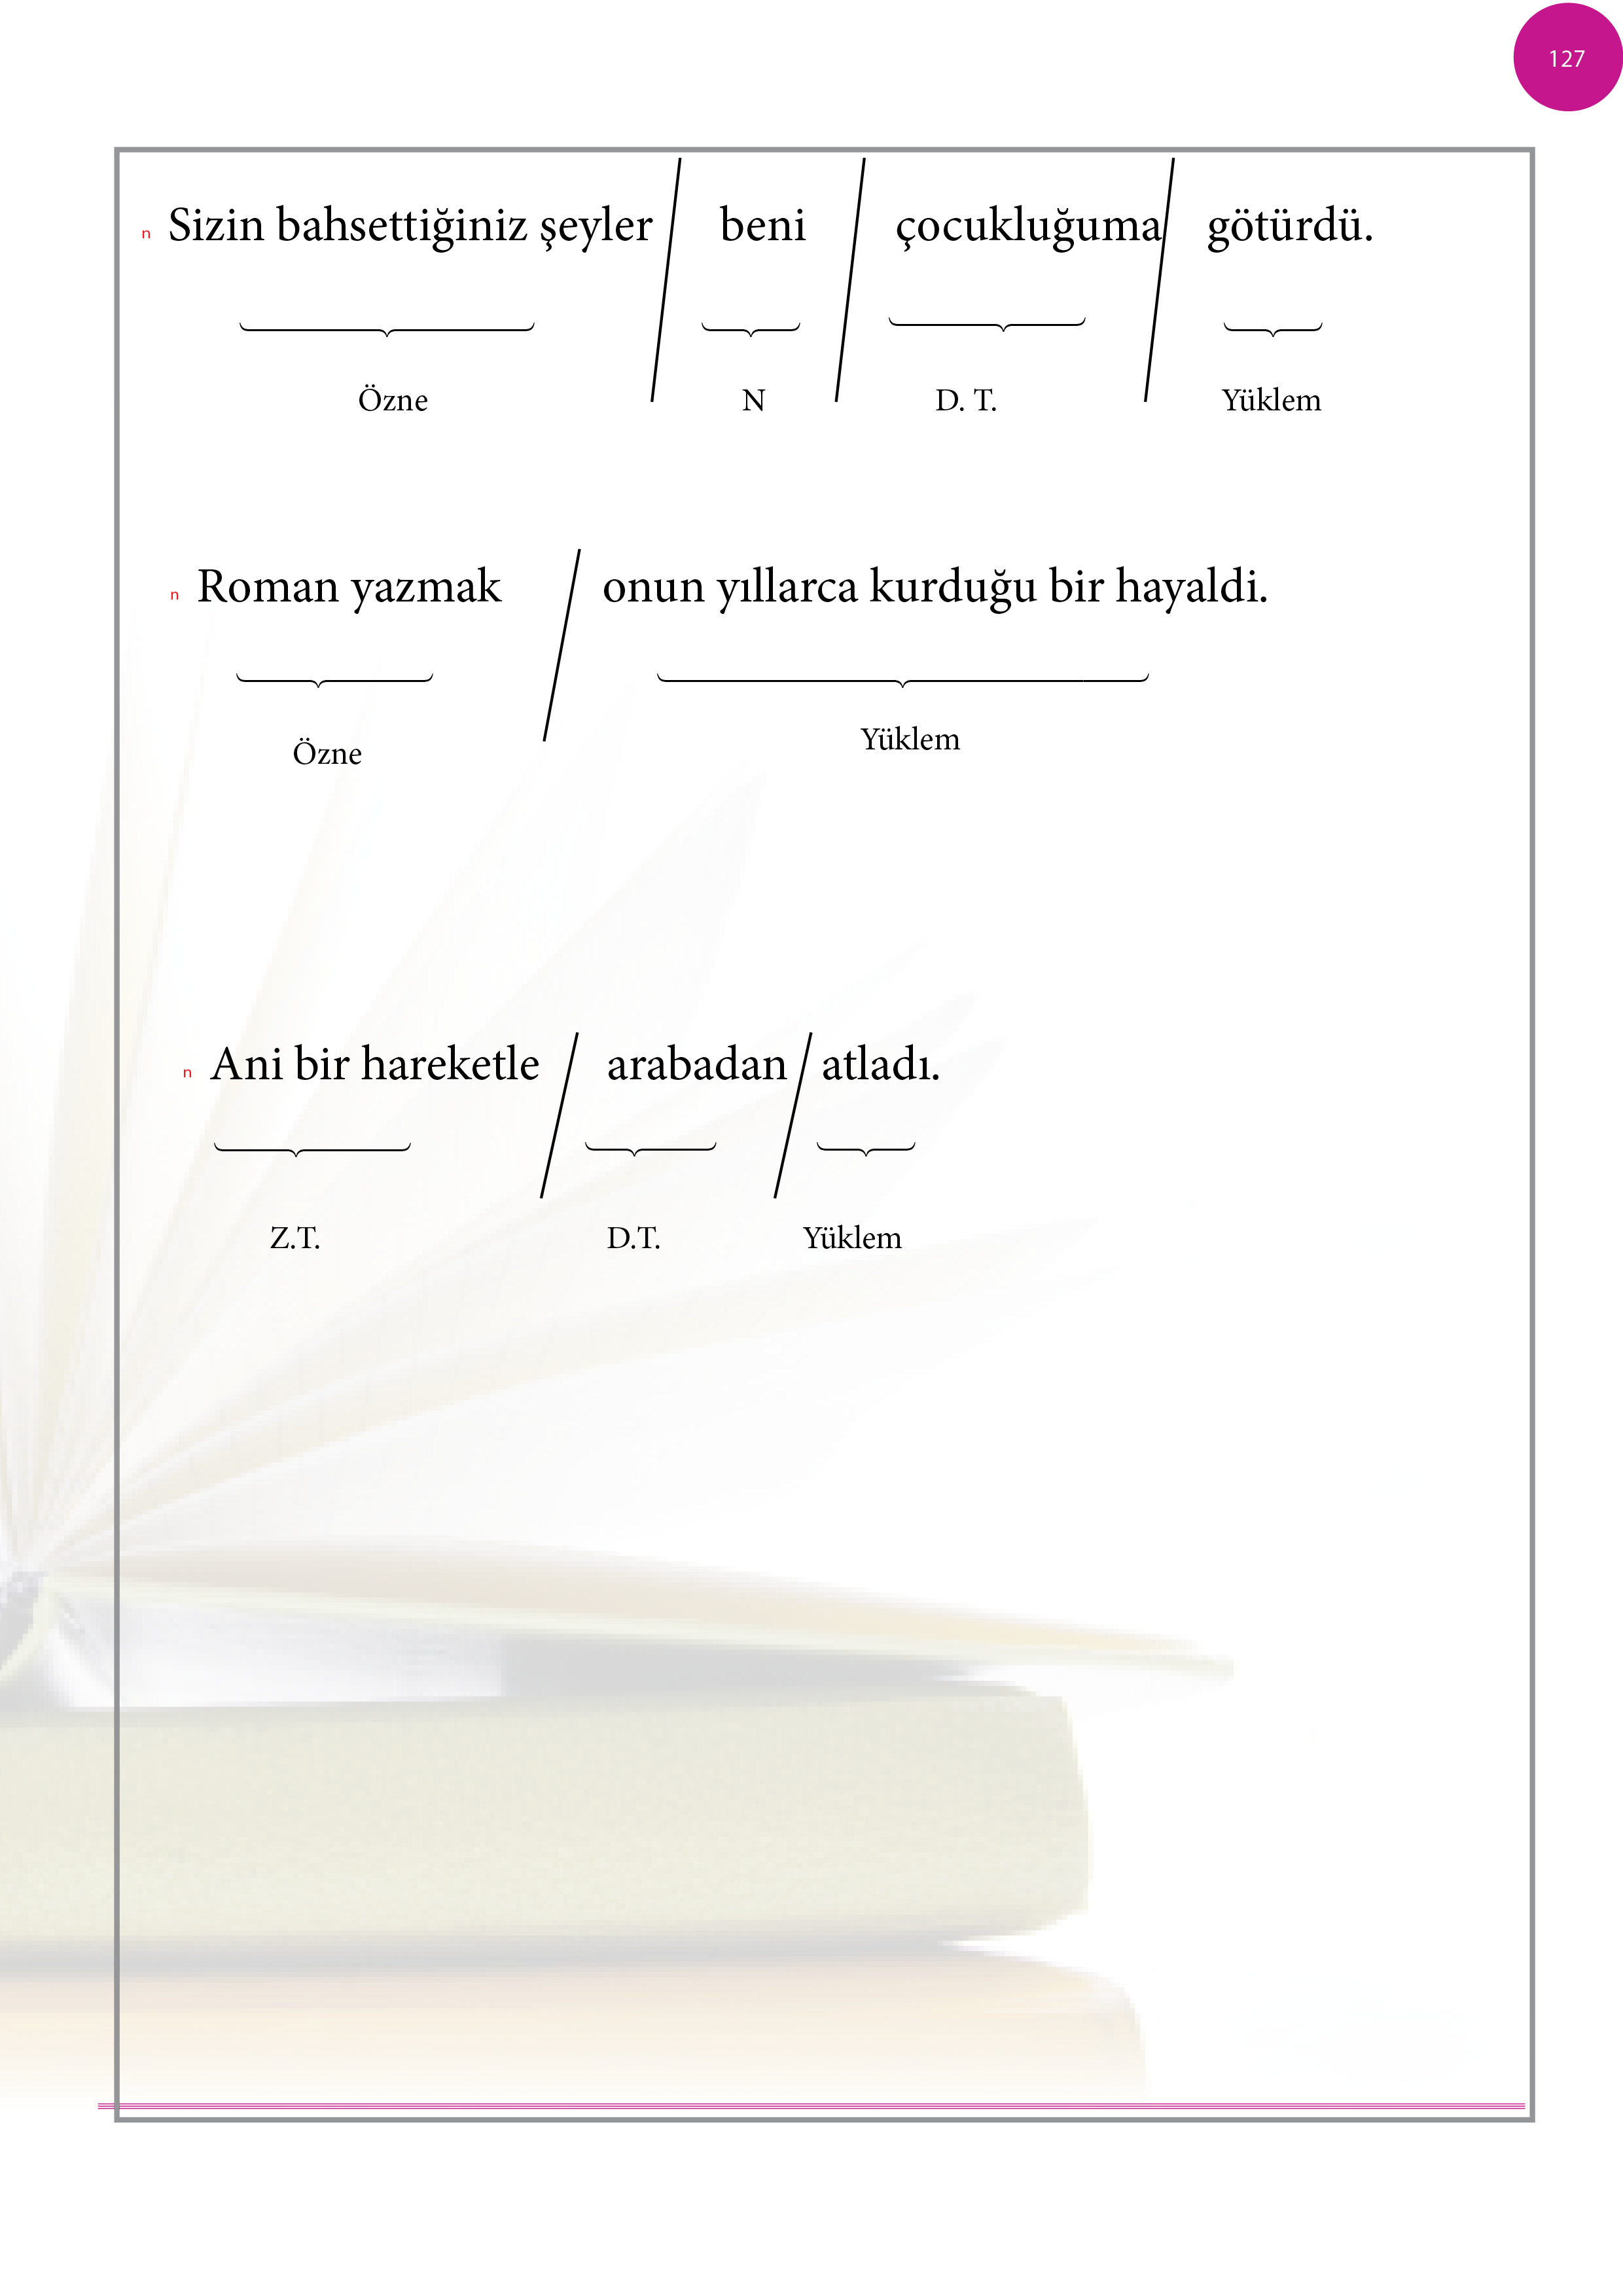 127
n Sizin bahsettiğiniz şeyler beni çocukluğuma götürdü.
Özne N D. T. Yüklem
n Roman yazmak onun yıllarca kurduğu bir hayaldi.
Özne Yüklem
n Ani bir hareketle arabadan atladı.
Z.T. D.T. Yüklem